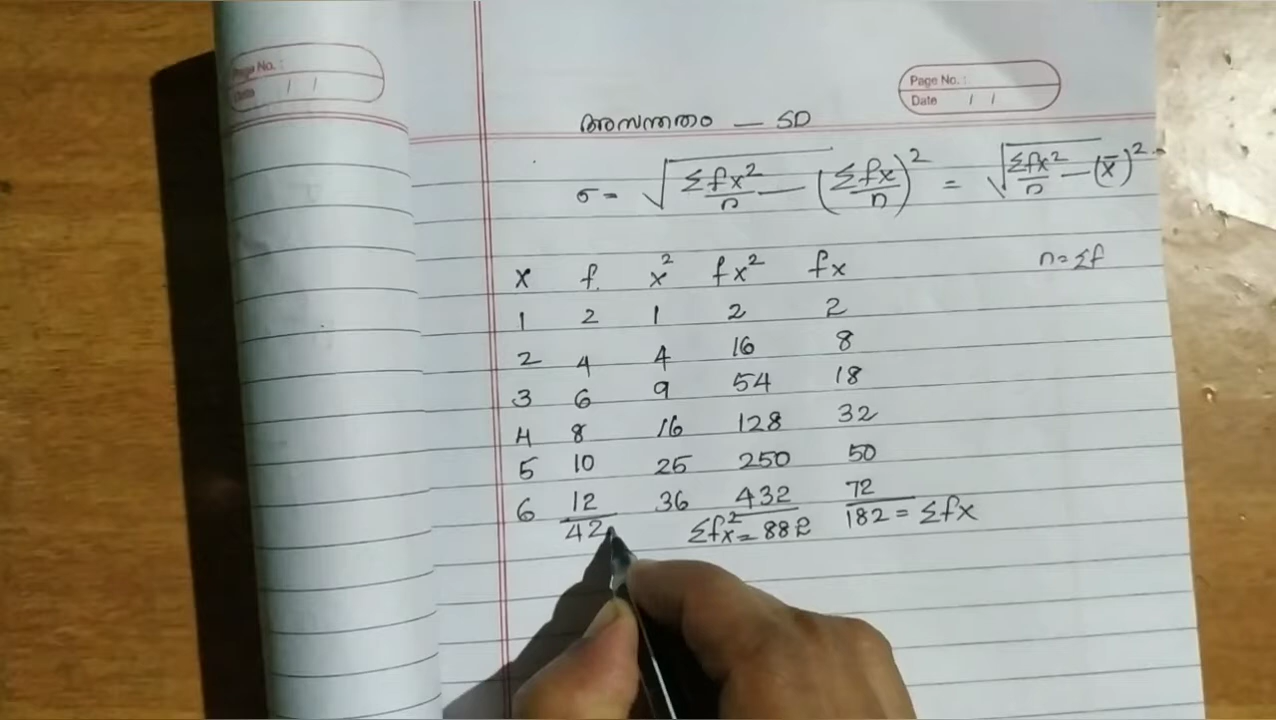 Page No. :
Date / /
Page No. :
Date / /
അസന്തതം — SD
σ = √(Σfx²/n — (Σfx/n)²) = √(Σfx²/n — (x̄)²)
n = Σf
x f. x² fx² fx
1 2 1 2 2
2 4 4 16 8
3 6 9 54 18
4 8 16 128 32
5 10 25 250 50
6 12 36 432 72
42 Σfx² = 882 182 = Σfx